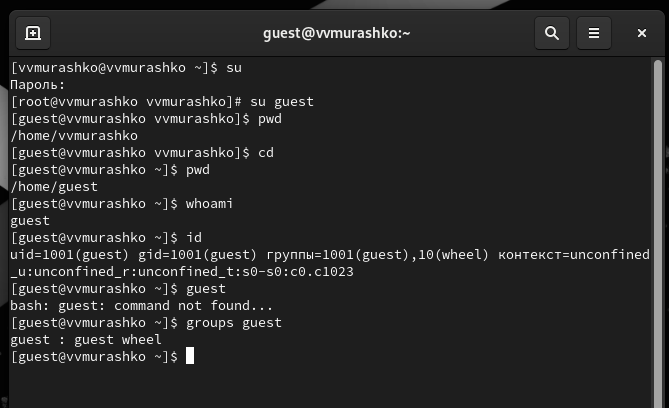 guest@vvmurashko:~
[vvmurashko@vvmurashko ~]$ su
Пароль:
[root@vvmurashko vvmurashko]# su guest
[guest@vvmurashko vvmurashko]$ pwd
/home/vvmurashko
[guest@vvmurashko vvmurashko]$ cd
[guest@vvmurashko ~]$ pwd
/home/guest
[guest@vvmurashko ~]$ whoami
guest
[guest@vvmurashko ~]$ id
uid=1001(guest) gid=1001(guest) группы=1001(guest),10(wheel) контекст=unconfined
_u:unconfined_r:unconfined_t:s0-s0:c0.c1023
[guest@vvmurashko ~]$ guest
bash: guest: command not found...
[guest@vvmurashko ~]$ groups guest
guest : guest wheel
[guest@vvmurashko ~]$